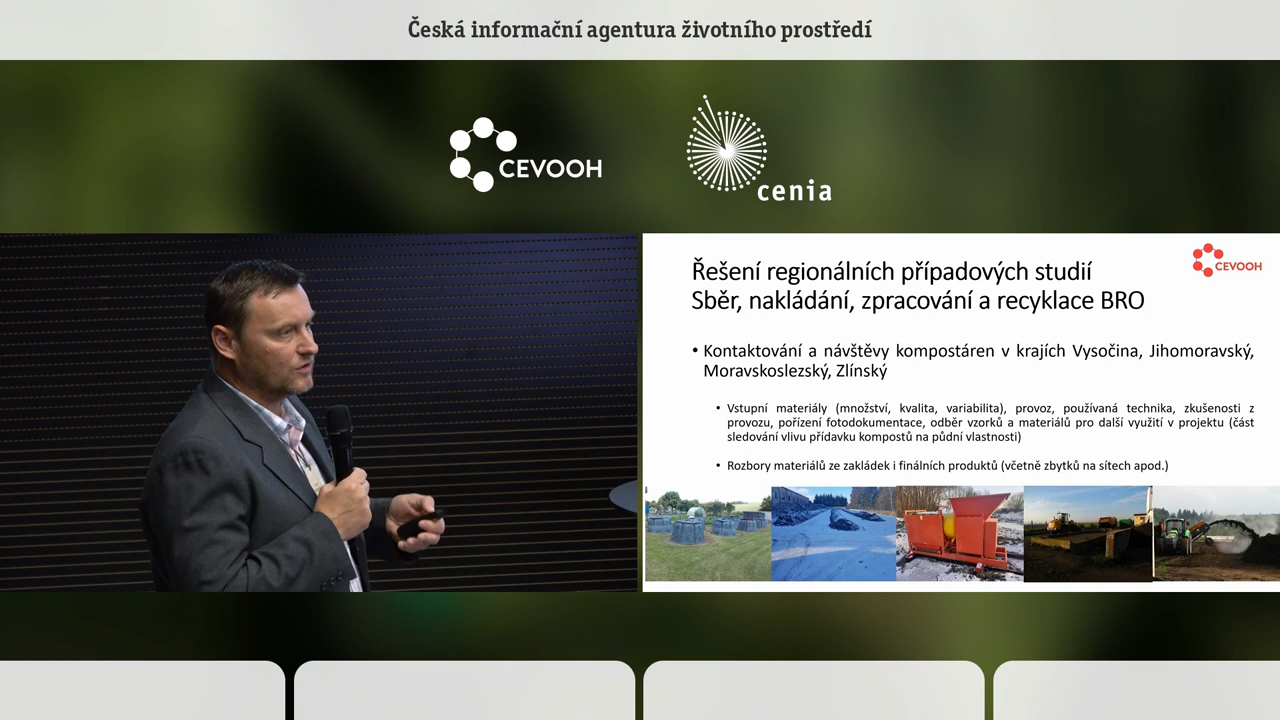 Česká informační agentura životního prostředí
CEVOOH
cenia
CEVOOH
Řešení regionálních případových studií
Sběr, nakládání, zpracování a recyklace BRO
• Kontaktování a návštěvy kompostáren v krajích Vysočina, Jihomoravský,
Moravskoslezský, Zlínský
• Vstupní materiály (množství, kvalita, variabilita), provoz, používaná technika, zkušenosti z
provozu, pořízení fotodokumentace, odběr vzorků a materiálů pro další využití v projektu (část
sledování vlivu přídavku kompostů na půdní vlastnosti)
• Rozbory materiálů ze zakládek i finálních produktů (včetně zbytků na sítech apod.)